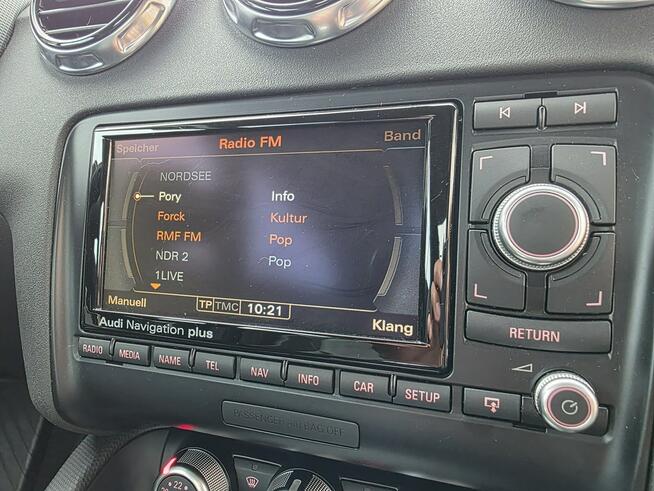 Speicher Radio FM Band
NORDSEE
Pory Info
Forck Kultur
RMF FM Pop
NDR 2 Pop
1LIVE
Manuell TP TMC 10:21 Klang
Audi Navigation plus
RETURN
RADIO MEDIA NAME TEL NAV INFO CAR SETUP
PASSENGER AIR BAG OFF
22